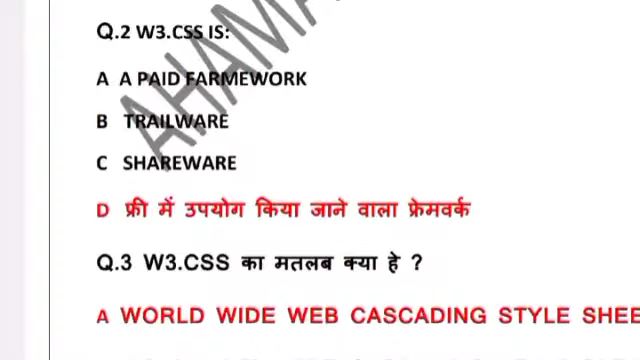 Q.2 W3.CSS IS:
A A PAID FARMEWORK
B TRAILWARE
C SHAREWARE
D फ्री में उपयोग किया जाने वाला फ्रेमवर्क
Q.3 W3.CSS का मतलब क्या हे ?
A WORLD WIDE WEB CASCADING STYLE SHEE
AHAMA